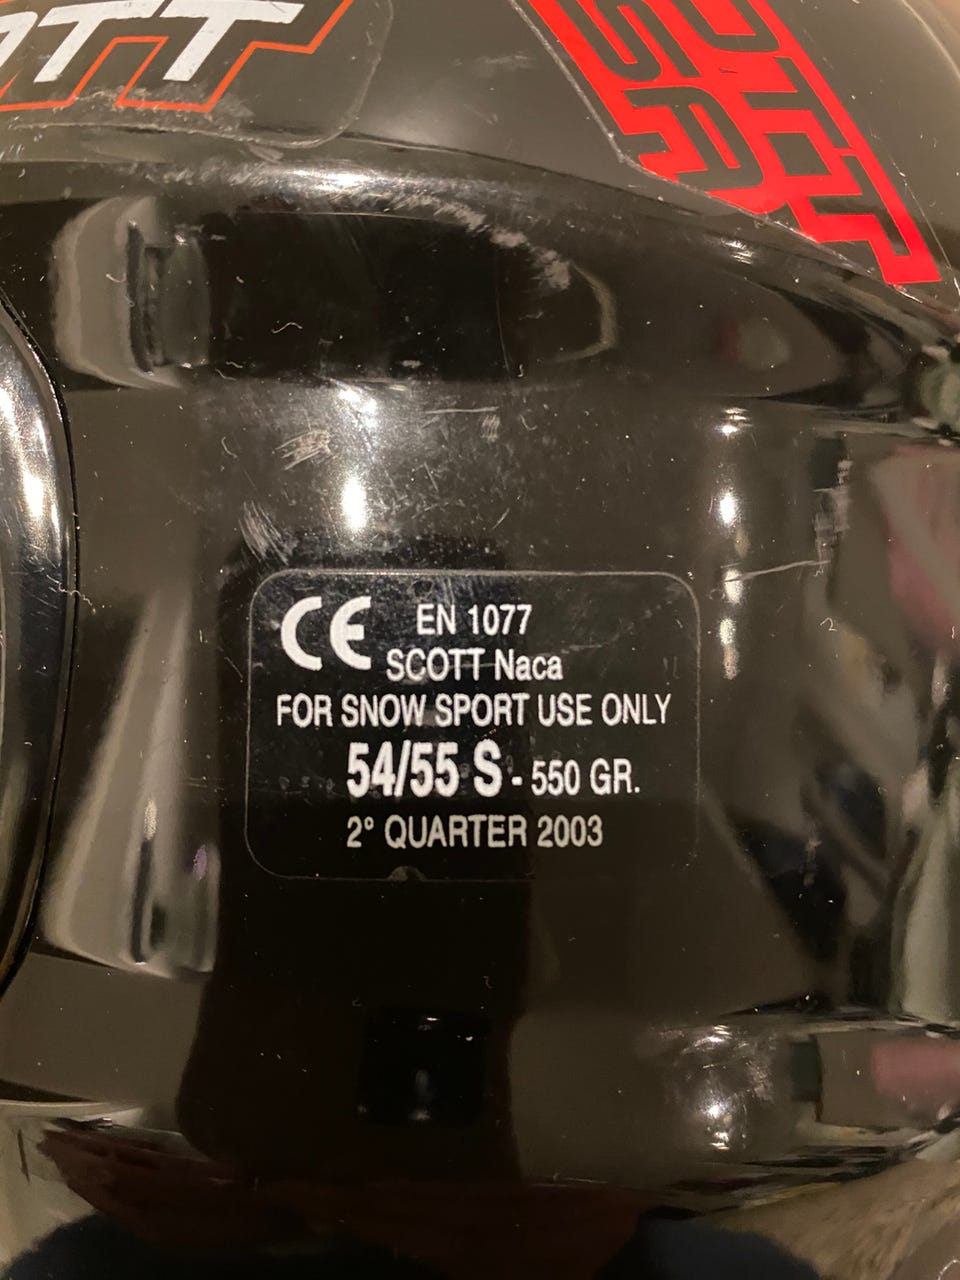 CE EN 1077
SCOTT Naca
FOR SNOW SPORT USE ONLY
54/55 S - 550 GR.
2° QUARTER 2003